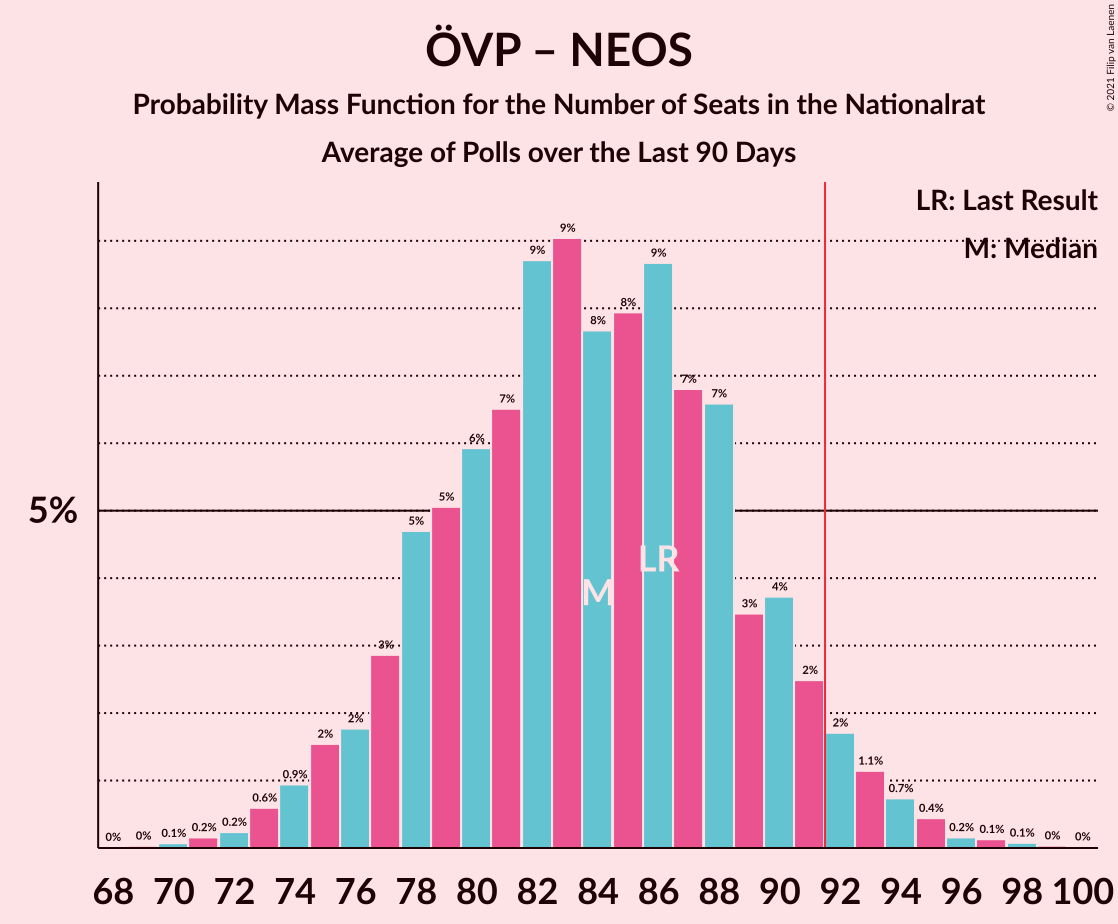 ÖVP – NEOS
Probability Mass Function for the Number of Seats in the Nationalrat
Average of Polls over the Last 90 Days
© 2021 Filip van Laenen
LR: Last Result
M: Median
5%
0% 0% 0.1% 0.2% 0.2% 0.6% 0.9% 2% 2% 3% 5% 5% 6% 7% 9% 9% 8% 8% 9% 7% 7% 3% 4% 2% 2% 1.1% 0.7% 0.4% 0.2% 0.1% 0.1% 0% 0%
LR
M
68 70 72 74 76 78 80 82 84 86 88 90 92 94 96 98 100